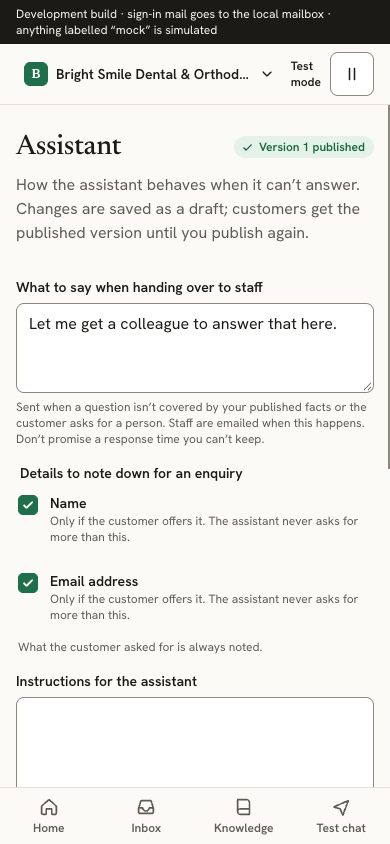 Development build · sign-in mail goes to the local mailbox ·
anything labelled “mock” is simulated
B
Bright Smile Dental & Orthod...
Test
mode
Assistant
Version 1 published
How the assistant behaves when it can’t answer.
Changes are saved as a draft; customers get the
published version until you publish again.
What to say when handing over to staff
Let me get a colleague to answer that here.
Sent when a question isn’t covered by your published facts or the
customer asks for a person. Staff are emailed when this happens.
Don’t promise a response time you can’t keep.
Details to note down for an enquiry
Name
Only if the customer offers it. The assistant never asks for
more than this.
Email address
Only if the customer offers it. The assistant never asks for
more than this.
What the customer asked for is always noted.
Instructions for the assistant
Home
Inbox
Knowledge
Test chat